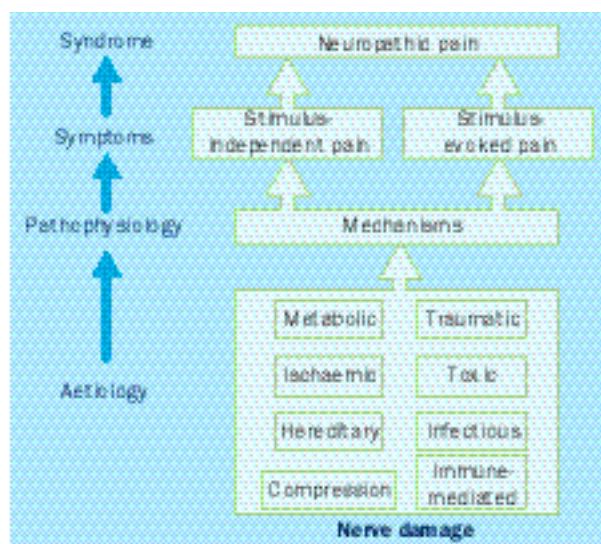 Syndrome
Neuropathic pain
Symptoms
Stimulus-
independent pain
Stimulus-
evoked pain
Pathophysiology
Mechanisms
Aetiology
Metabolic
Traumatic
Ischaemic
Toxic
Hereditary
Infectious
Compression
Immune-
mediated
Nerve damage